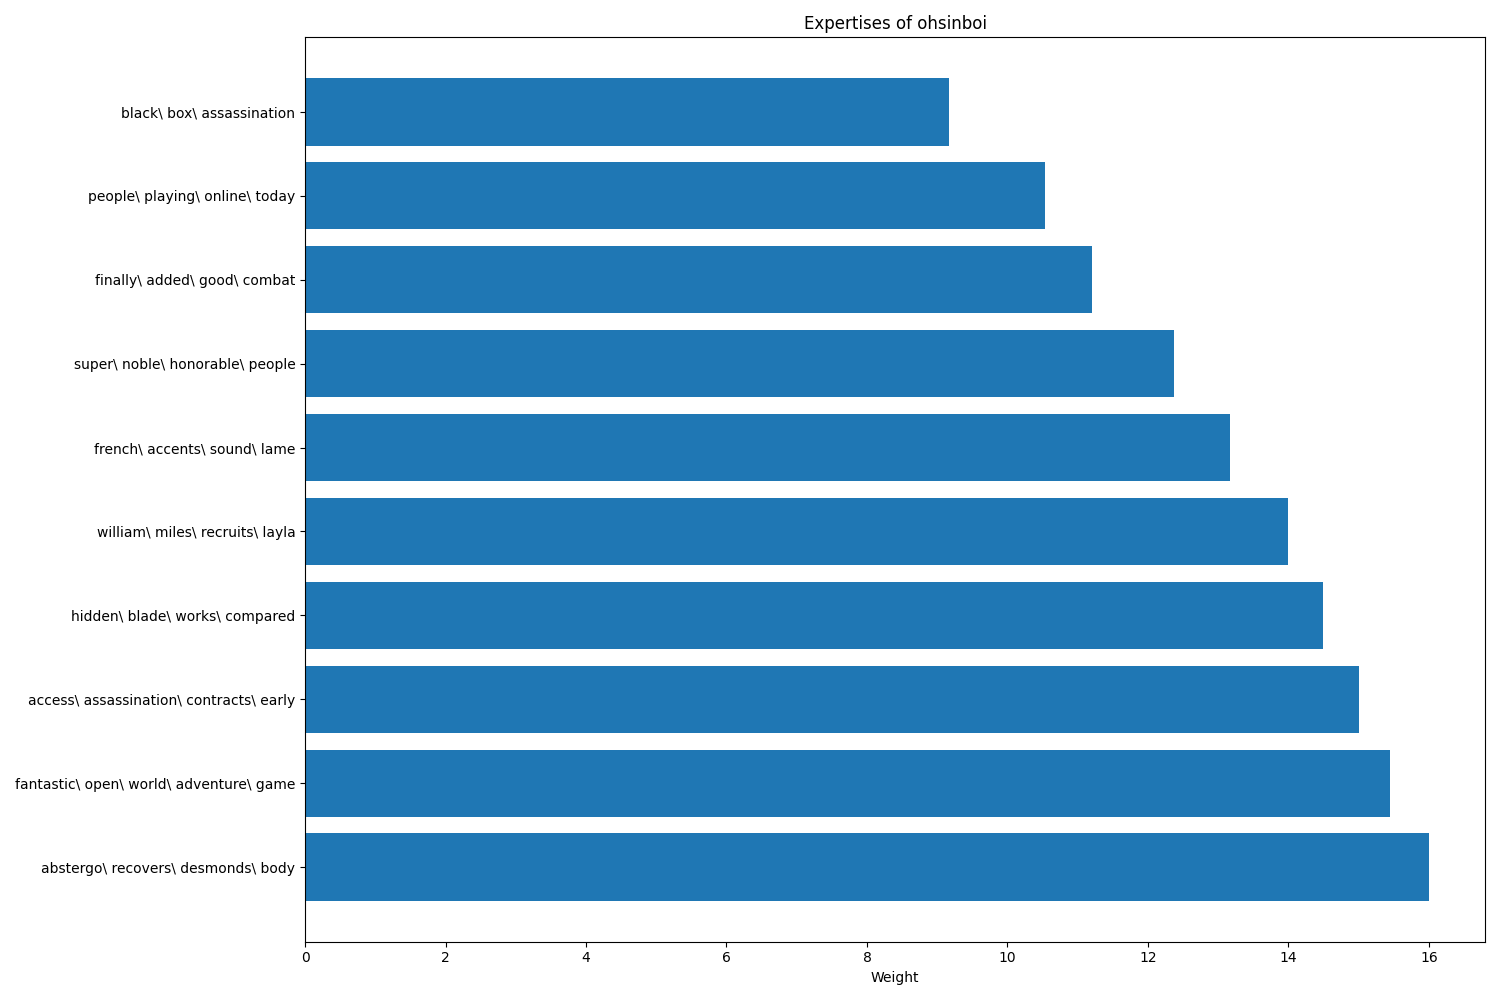 Expertises of ohsinboi
black\ box\ assassination
people\ playing\ online\ today
finally\ added\ good\ combat
super\ noble\ honorable\ people
french\ accents\ sound\ lame
william\ miles\ recruits\ layla
hidden\ blade\ works\ compared
access\ assassination\ contracts\ early
fantastic\ open\ world\ adventure\ game
abstergo\ recovers\ desmonds\ body
0 2 4 6 8 10 12 14 16
Weight